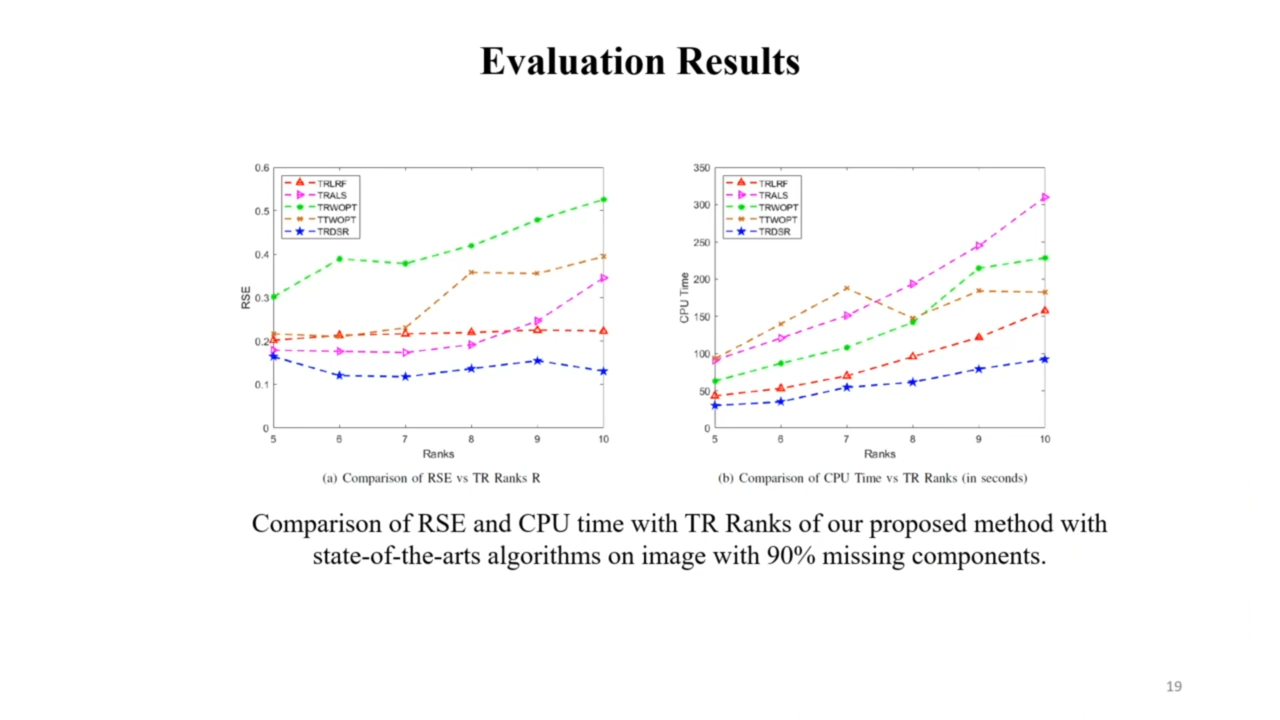 Evaluation Results
0.6
0.5
0.4
0.3
0.2
0.1
0
RSE
TRLRF
TRALS
TRWOPT
TTWOPT
TRDSR
5 6 7 8 9 10
Ranks
(a) Comparison of RSE vs TR Ranks R
350
300
250
200
150
100
50
0
CPU Time
TRLRF
TRALS
TRWOPT
TTWOPT
TRDSR
5 6 7 8 9 10
Ranks
(b) Comparison of CPU Time vs TR Ranks (in seconds)
Comparison of RSE and CPU time with TR Ranks of our proposed method with
state-of-the-arts algorithms on image with 90% missing components.
19